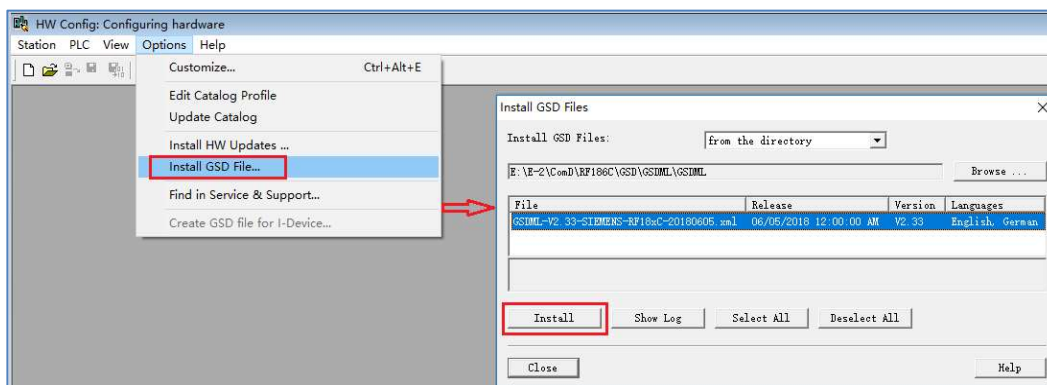 HW Config: Configuring hardware
Station PLC View Options Help
Customize... Ctrl+Alt+E
Edit Catalog Profile
Update Catalog
Install HW Updates ...
Install GSD File...
Find in Service & Support...
Create GSD file for I-Device...
Install GSD Files
Install GSD Files: from the directory
E:\E-2\ComD\RF186C\GSD\GSDML\GSDML Browse ...
File Release Version Languages
GSDML-V2.33-SIEMENS-RF18xC-20180605.xml 06/05/2018 12:00:00 AM V2.33 English, German
Install Show Log Select All Deselect All
Close Help